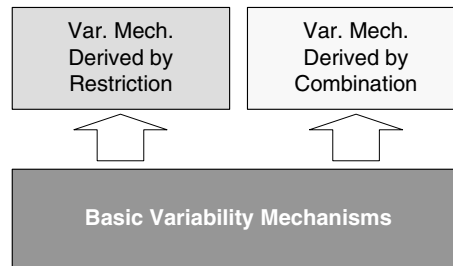 Var. Mech.
Derived by
Restriction
Var. Mech.
Derived by
Combination
Basic Variability Mechanisms